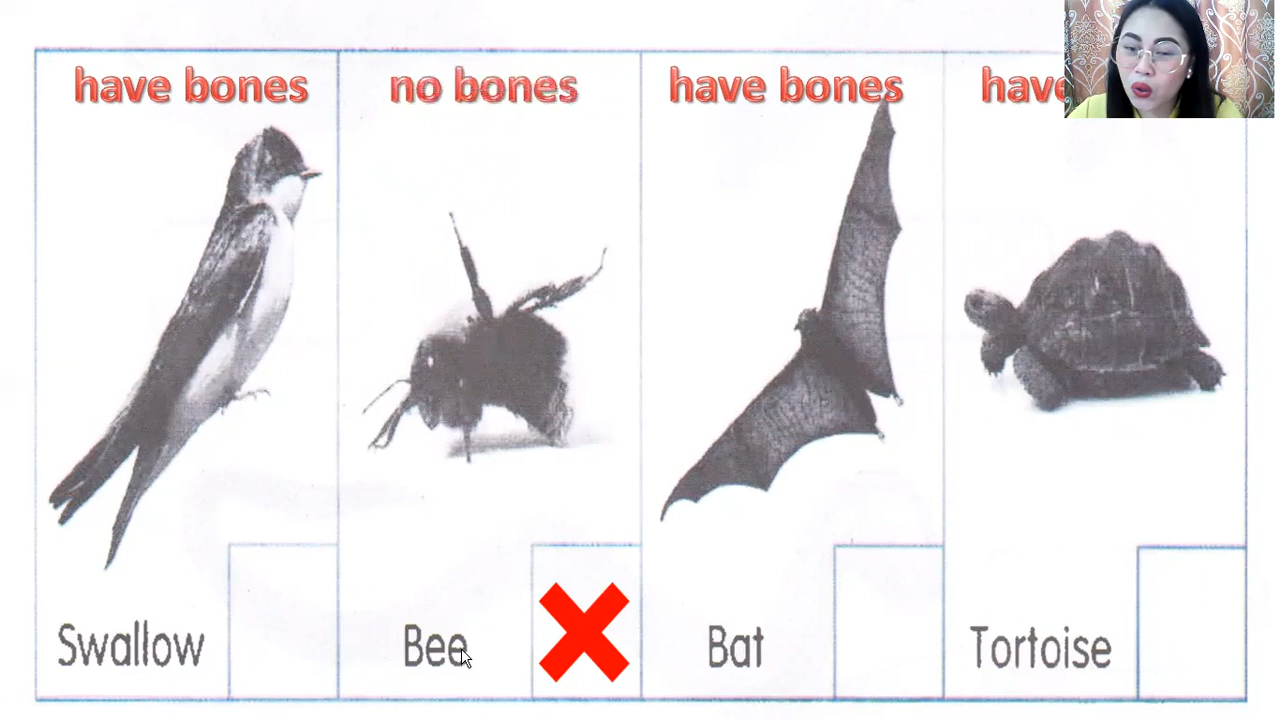 have bones
no bones
have bones
have
Swallow
Bee
Bat
Tortoise